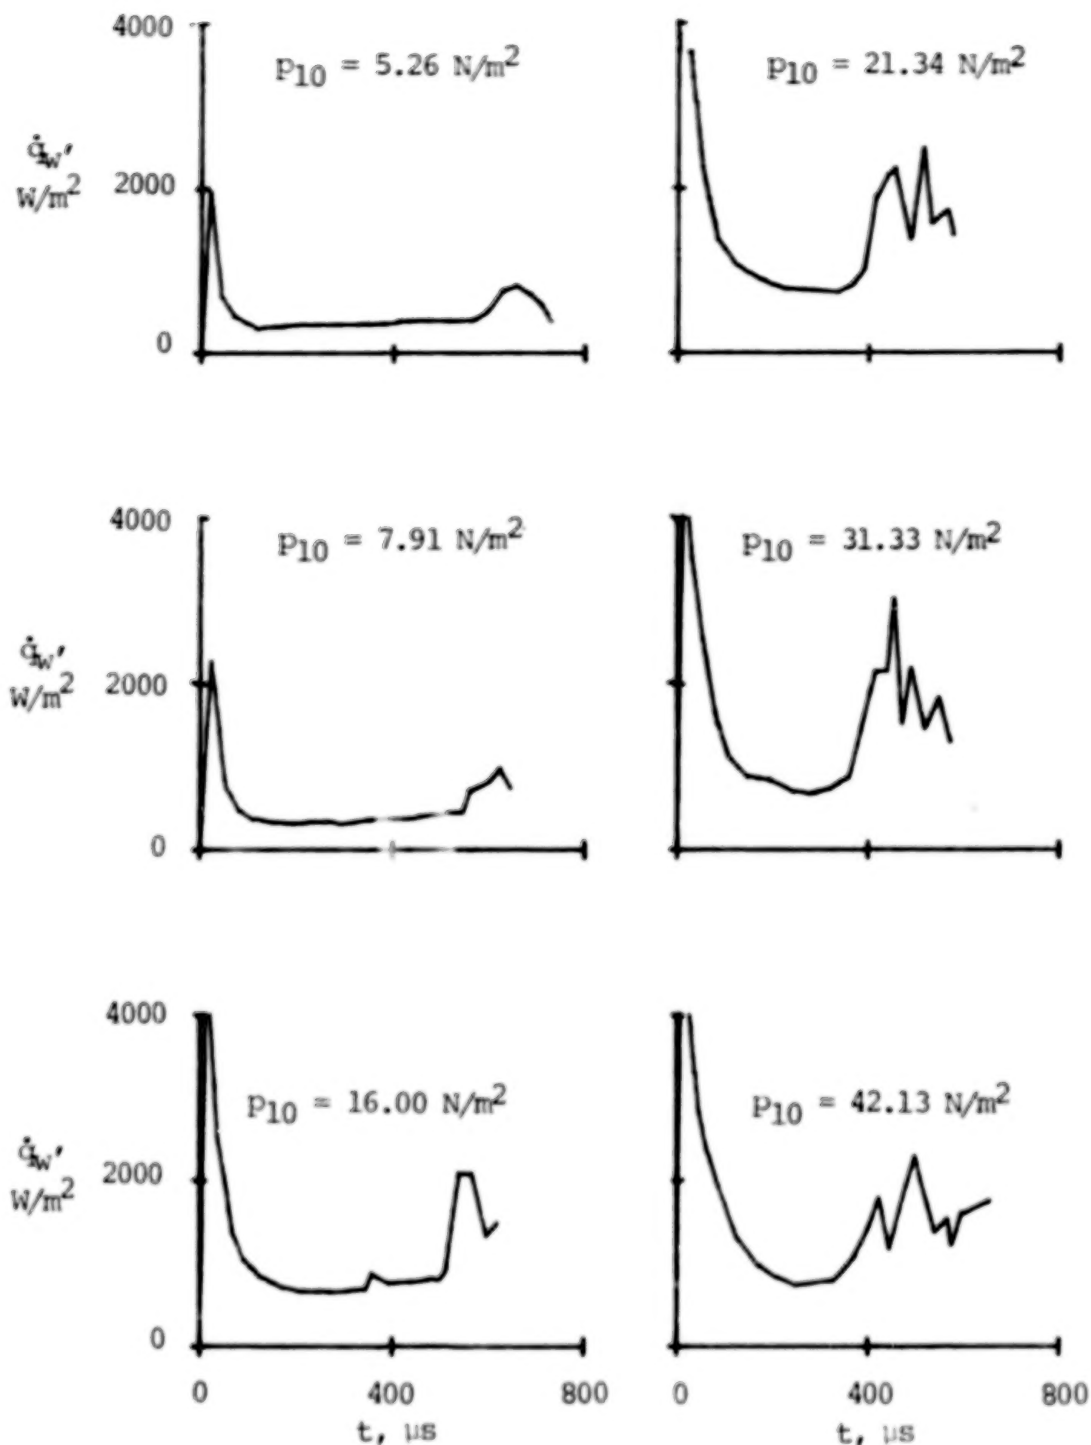 4000
p10 = 5.26 N/m2
q̇w,
W/m2
2000
0
p10 = 21.34 N/m2
4000
p10 = 7.91 N/m2
q̇w,
W/m2
2000
0
p10 = 31.33 N/m2
4000
p10 = 16.00 N/m2
q̇w,
W/m2
2000
0
0
400
800
t, μs
p10 = 42.13 N/m2
0
400
800
t, μs